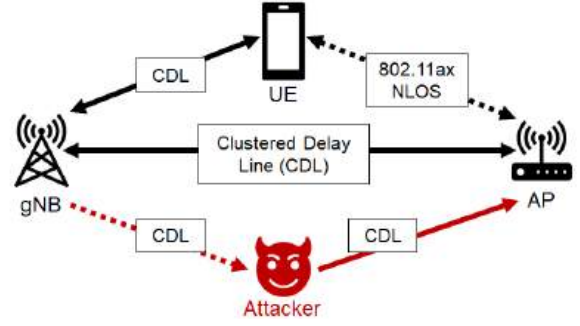 CDL
UE
802.11ax
NLOS
Clustered Delay
Line (CDL)
gNB
AP
CDL
CDL
Attacker